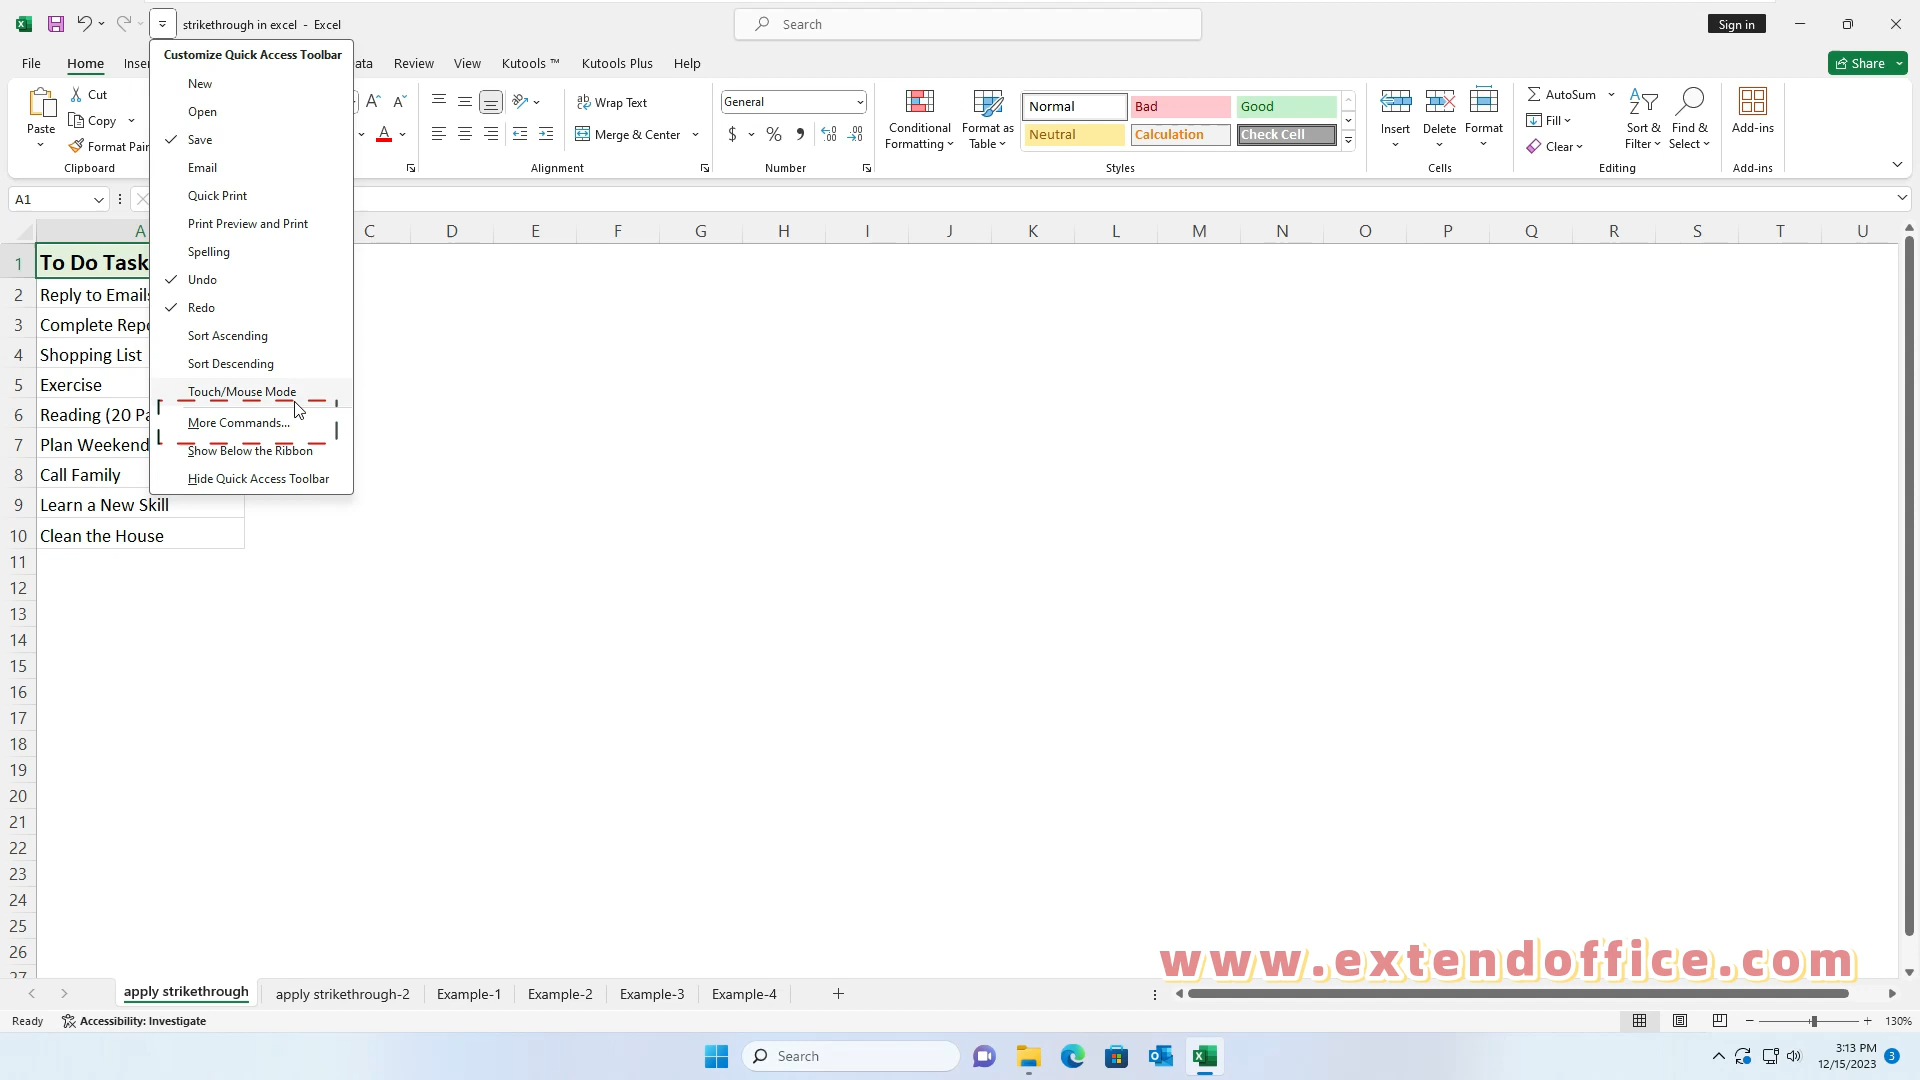 strikethrough in excel - Excel
Search
Sign in
File
Home
Inser
ata
Review
View
Kutools ™
Kutools Plus
Help
Share
Customize Quick Access Toolbar
New
Open
Save
Email
Quick Print
Print Preview and Print
Spelling
Undo
Redo
Sort Ascending
Sort Descending
Touch/Mouse Mode
More Commands...
Show Below the Ribbon
Hide Quick Access Toolbar
Paste
Cut
Copy
Format Pain
Clipboard
Wrap Text
Merge & Center
Alignment
General
$ % ,
Number
Conditional
Formatting
Format as
Table
Normal
Bad
Good
Neutral
Calculation
Check Cell
Styles
Insert
Delete
Format
Cells
AutoSum
Fill
Clear
Sort &
Filter
Find &
Select
Editing
Add-ins
Add-ins
A1
A C D E F G H I J K L M N O P Q R S T U
1 To Do Task
2 Reply to Emails
3 Complete Repo
4 Shopping List
5 Exercise
6 Reading (20 Pa
7 Plan Weekend
8 Call Family
9 Learn a New Skill
10 Clean the House
11
12
13
14
15
16
17
18
19
20
21
22
23
24
25
26
27
www.extendoffice.com
apply strikethrough
apply strikethrough-2
Example-1
Example-2
Example-3
Example-4
Ready
Accessibility: Investigate
130%
Search
3:13 PM
12/15/2023
3